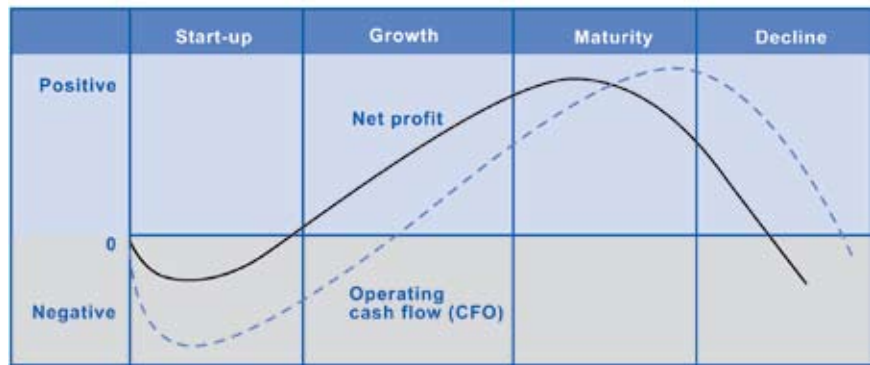 Start-up Growth Maturity Decline
Positive
Net profit
0
Operating
cash flow (CFO)
Negative